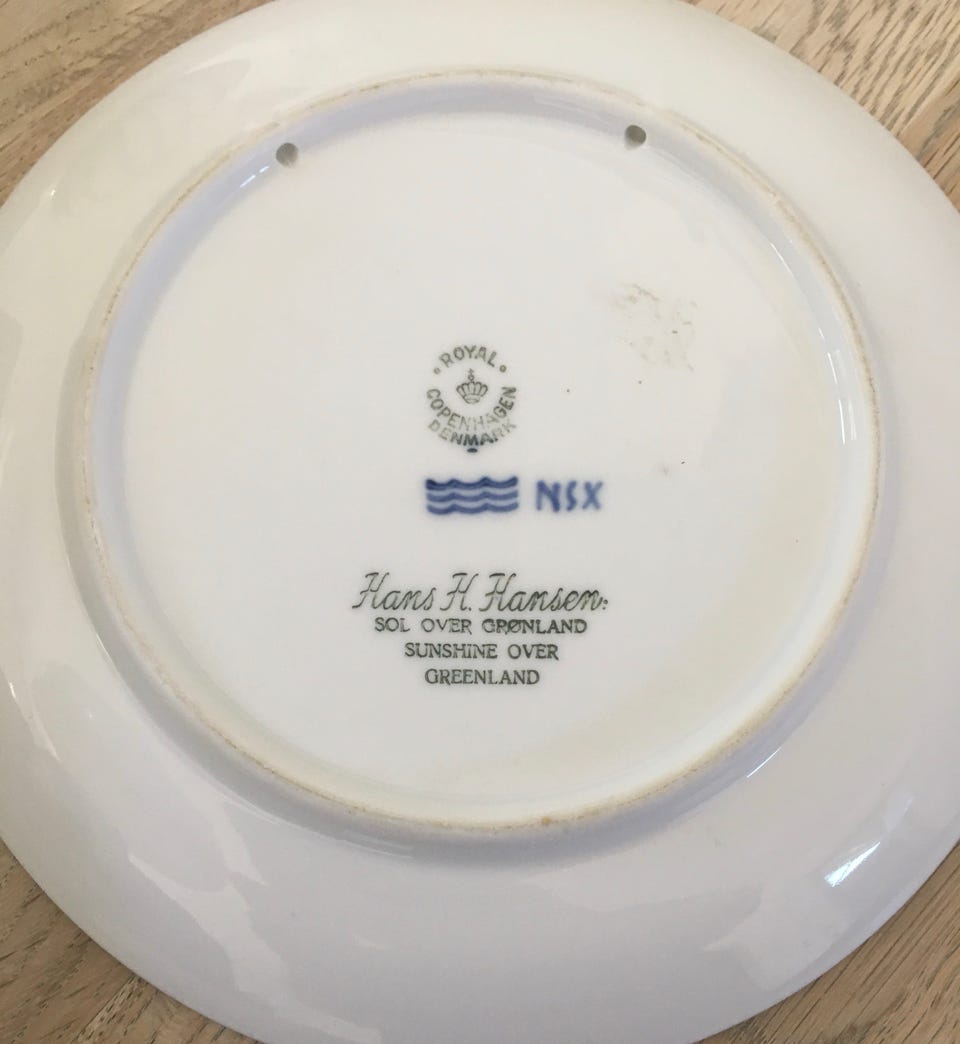 ROYAL
COPENHAGEN
DENMARK
NSX
Hans H. Hansen:
SOL OVER GRØNLAND
SUNSHINE OVER
GREENLAND